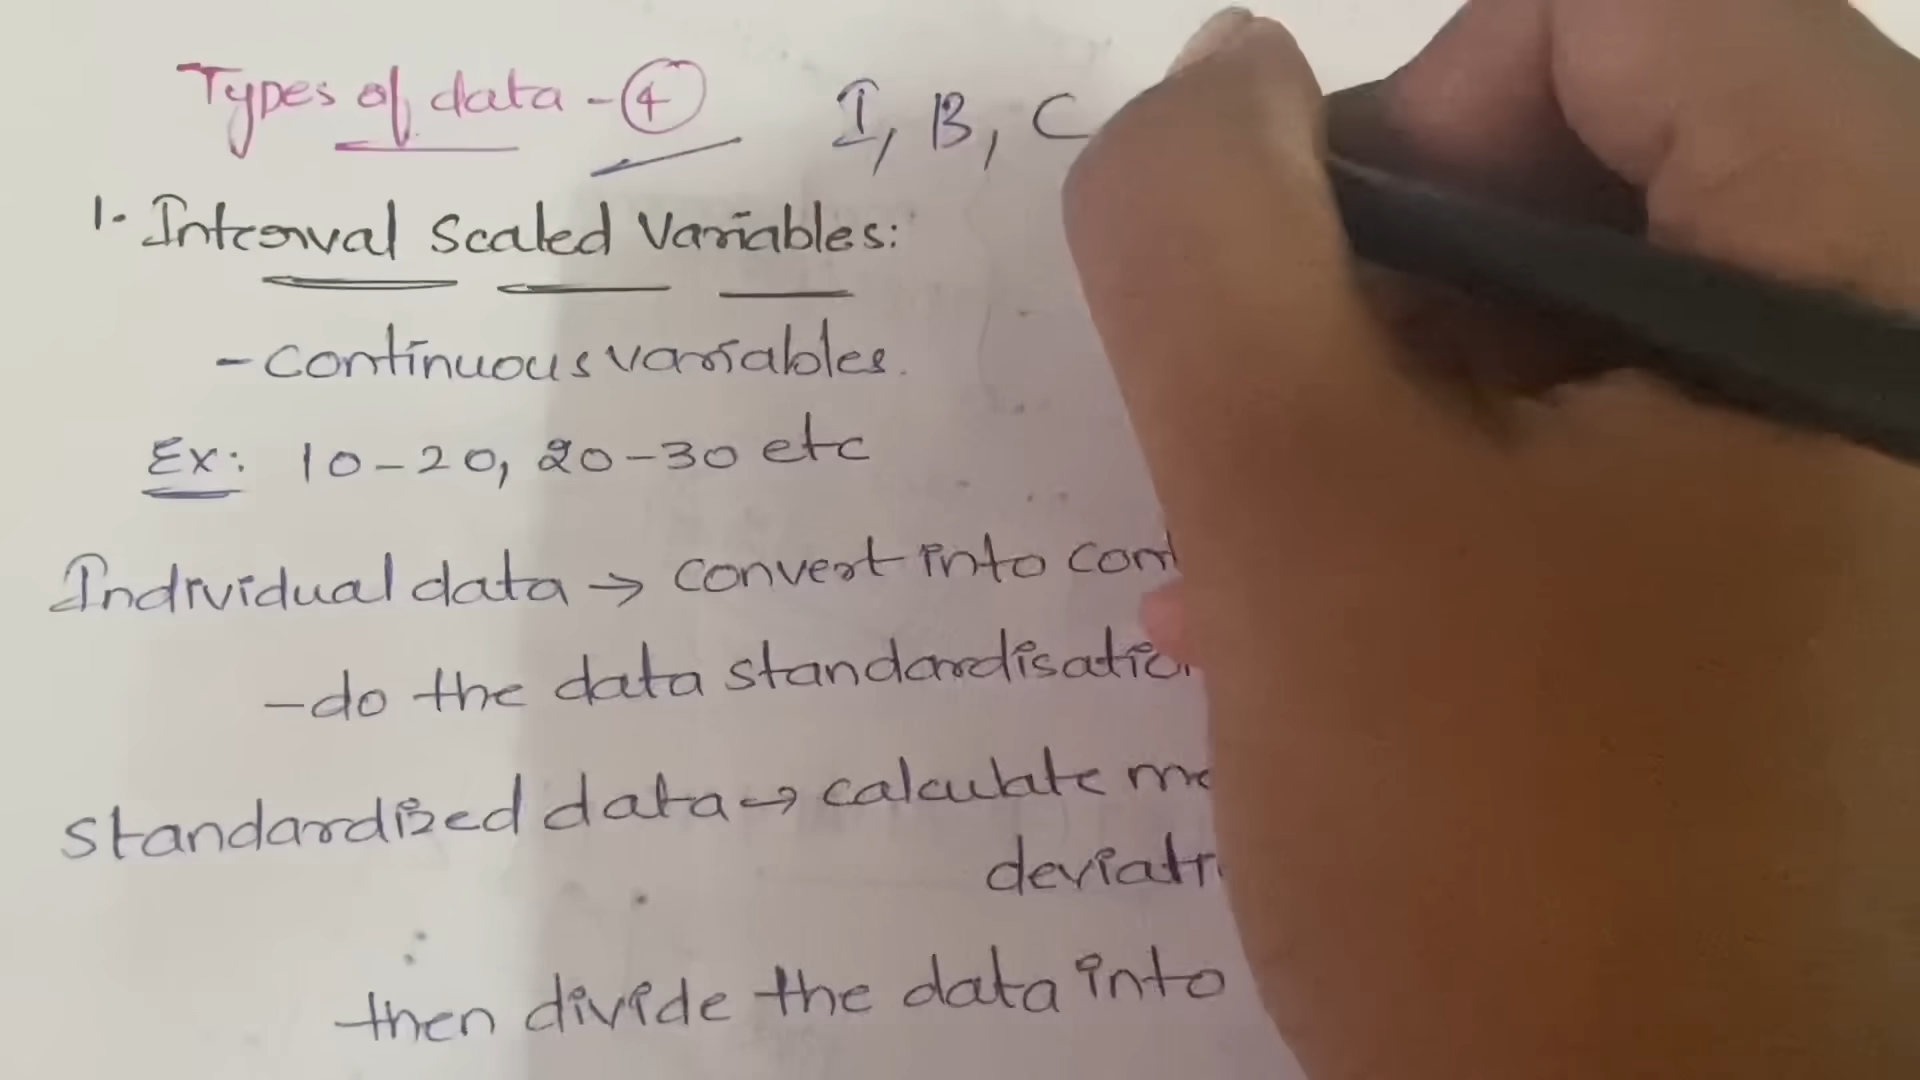 Types of data - 4 I, B, C
1. Interval Scaled Variables:
- continuous variables.
Ex: 10-20, 20-30 etc
Individual data → convert into
- do the data
standardized data → calculate
then divide the data into